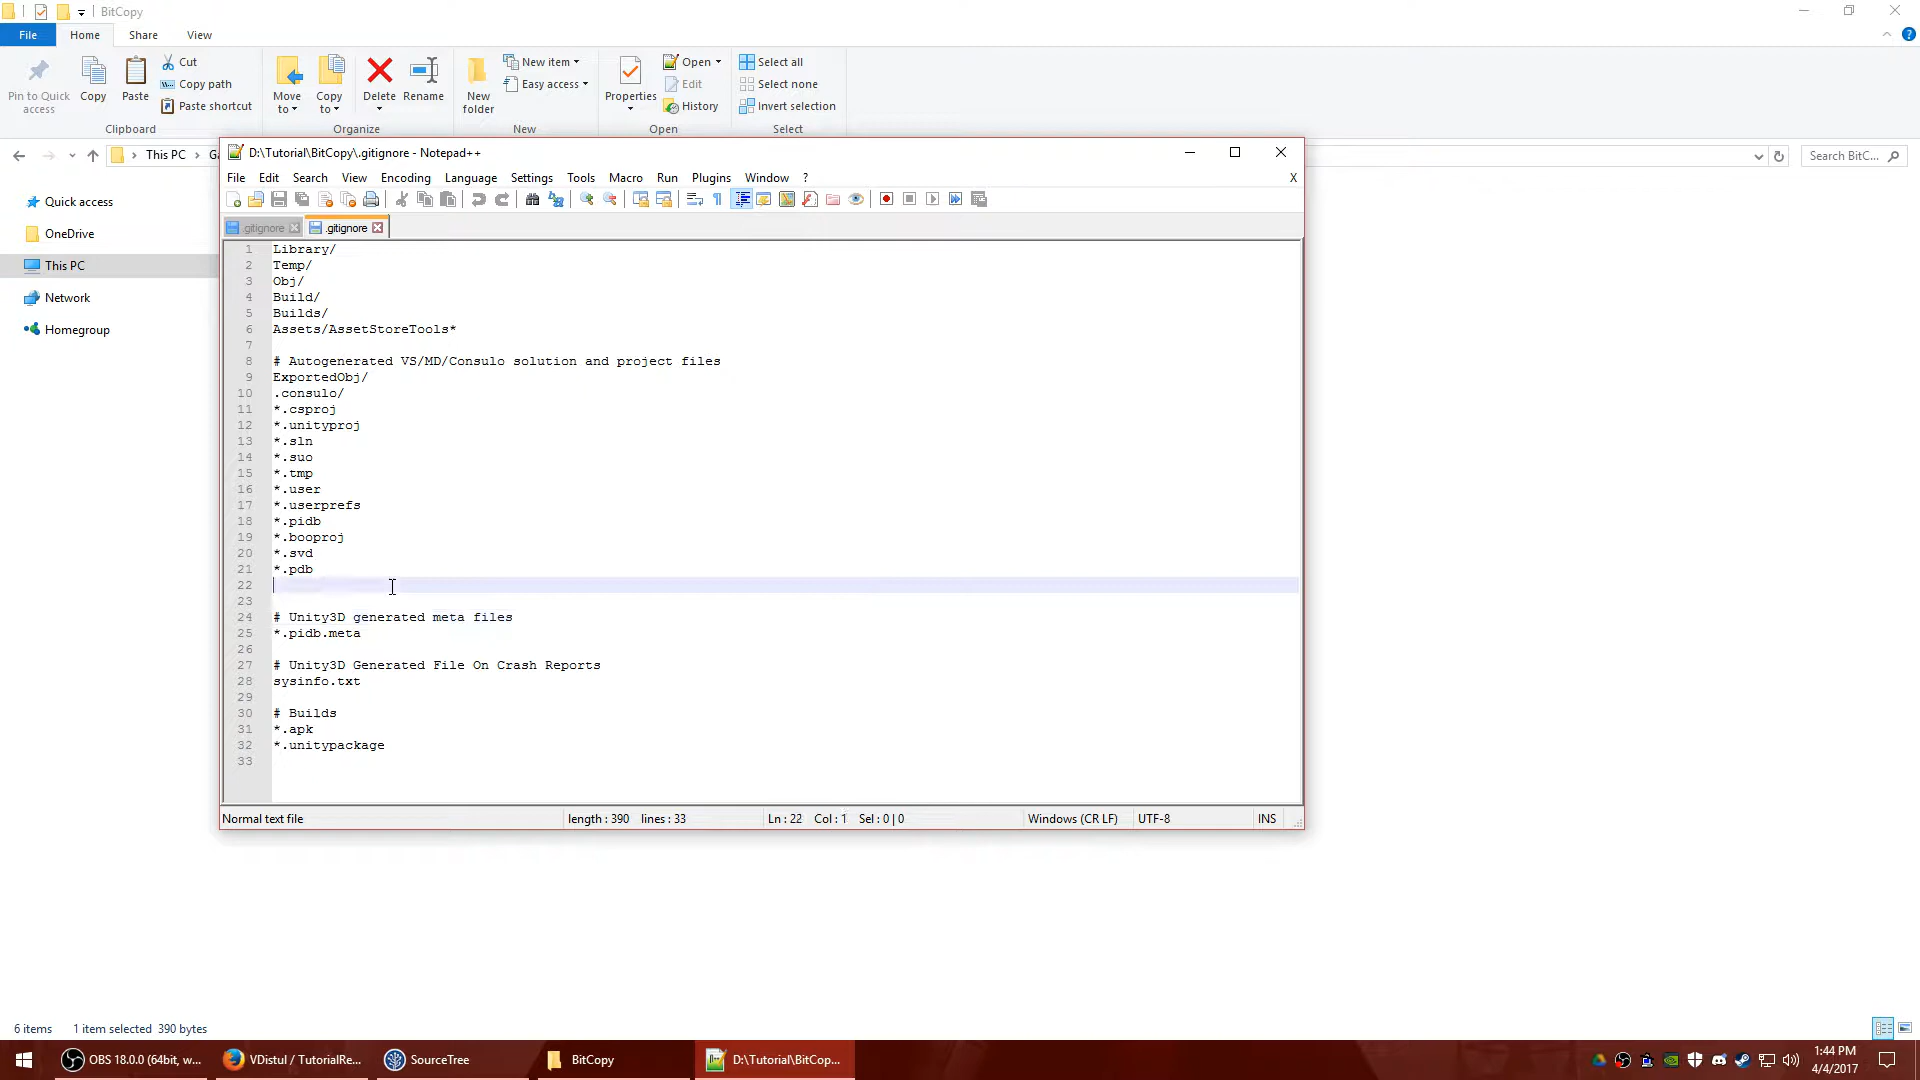 BitCopy
File Home Share View
Pin to Quick access
Copy
Paste
Cut
Copy path
Paste shortcut
Clipboard
Move to
Copy to
Delete
Rename
Organize
New folder
New item
Easy access
New
Properties
Open
Edit
History
Open
Select all
Select none
Invert selection
Select
This PC
Search BitC...
Quick access
OneDrive
This PC
Network
Homegroup
D:\Tutorial\BitCopy\.gitignore - Notepad++
File Edit Search View Encoding Language Settings Tools Macro Run Plugins Window ? X
.gitignore .gitignore
1 Library/
2 Temp/
3 Obj/
4 Build/
5 Builds/
6 Assets/AssetStoreTools*
7
8 # Autogenerated VS/MD/Consulo solution and project files
9 ExportedObj/
10 .consulo/
11 *.csproj
12 *.unityproj
13 *.sln
14 *.suo
15 *.tmp
16 *.user
17 *.userprefs
18 *.pidb
19 *.booproj
20 *.svd
21 *.pdb
22
23
24 # Unity3D generated meta files
25 *.pidb.meta
26
27 # Unity3D Generated File On Crash Reports
28 sysinfo.txt
29
30 # Builds
31 *.apk
32 *.unitypackage
33
Normal text file length : 390 lines : 33 Ln : 22 Col : 1 Sel : 0 | 0 Windows (CR LF) UTF-8 INS
6 items 1 item selected 390 bytes
OBS 18.0.0 (64bit, w...
VDistul / TutorialRe...
SourceTree
BitCopy
D:\Tutorial\BitCop...
1:44 PM
4/4/2017